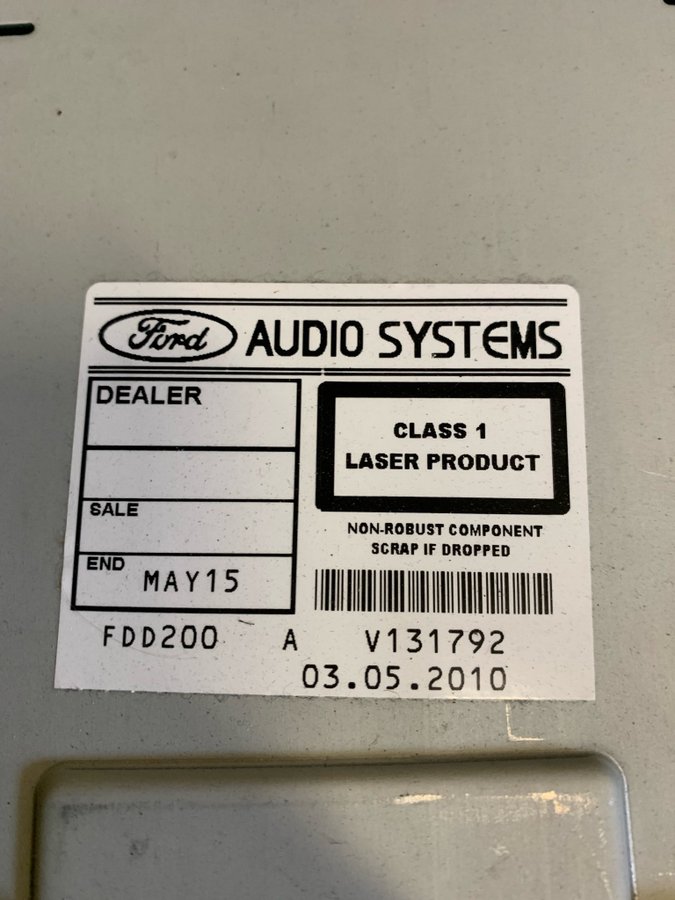 Ford AUDIO SYSTEMS
DEALER
SALE
END MAY15
CLASS 1
LASER PRODUCT
NON-ROBUST COMPONENT
SCRAP IF DROPPED
FDD200 A V131792
03.05.2010